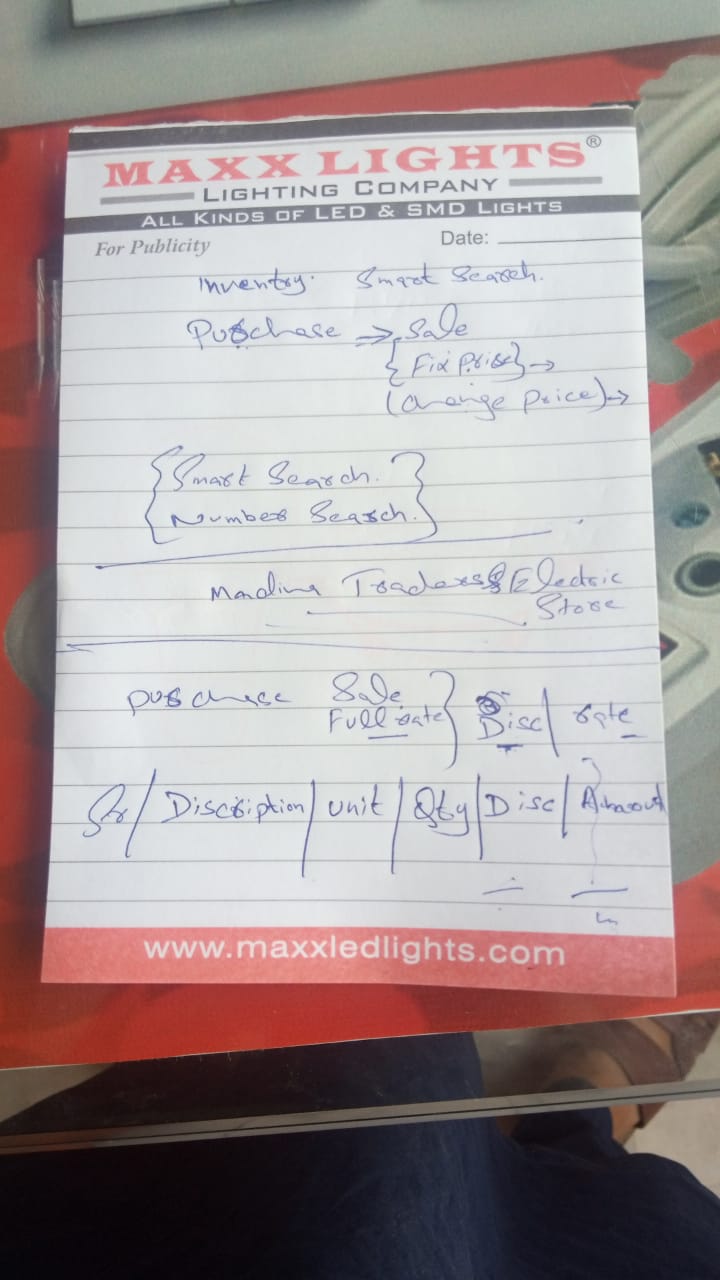 MAXX LIGHTS®
LIGHTING COMPANY
ALL KINDS OF LED & SMD LIGHTS
For Publicity Date:
Inventry. Smart Search.
Purchase => Sale
{Fix Price} →
(Change Price) →
{Smart Search.}
{Number Search.}
Traders & Electric
Store
purchase Sale
Full rate} Disc / rate
Sr / Discription / unit / Qty / Disc / Amount
www.maxxledlights.com